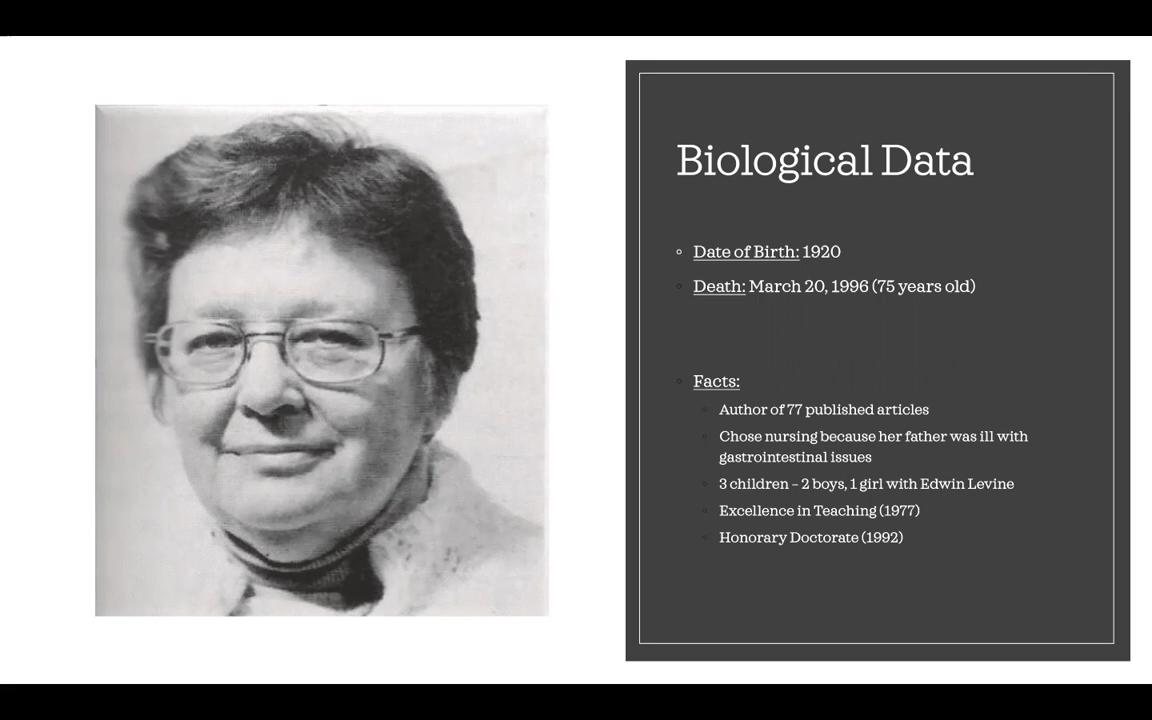 Biological Data
Date of Birth: 1920
Death: March 20, 1996 (75 years old)
Facts:
Author of 77 published articles
Chose nursing because her father was ill with
gastrointestinal issues
3 children – 2 boys, 1 girl with Edwin Levine
Excellence in Teaching (1977)
Honorary Doctorate (1992)